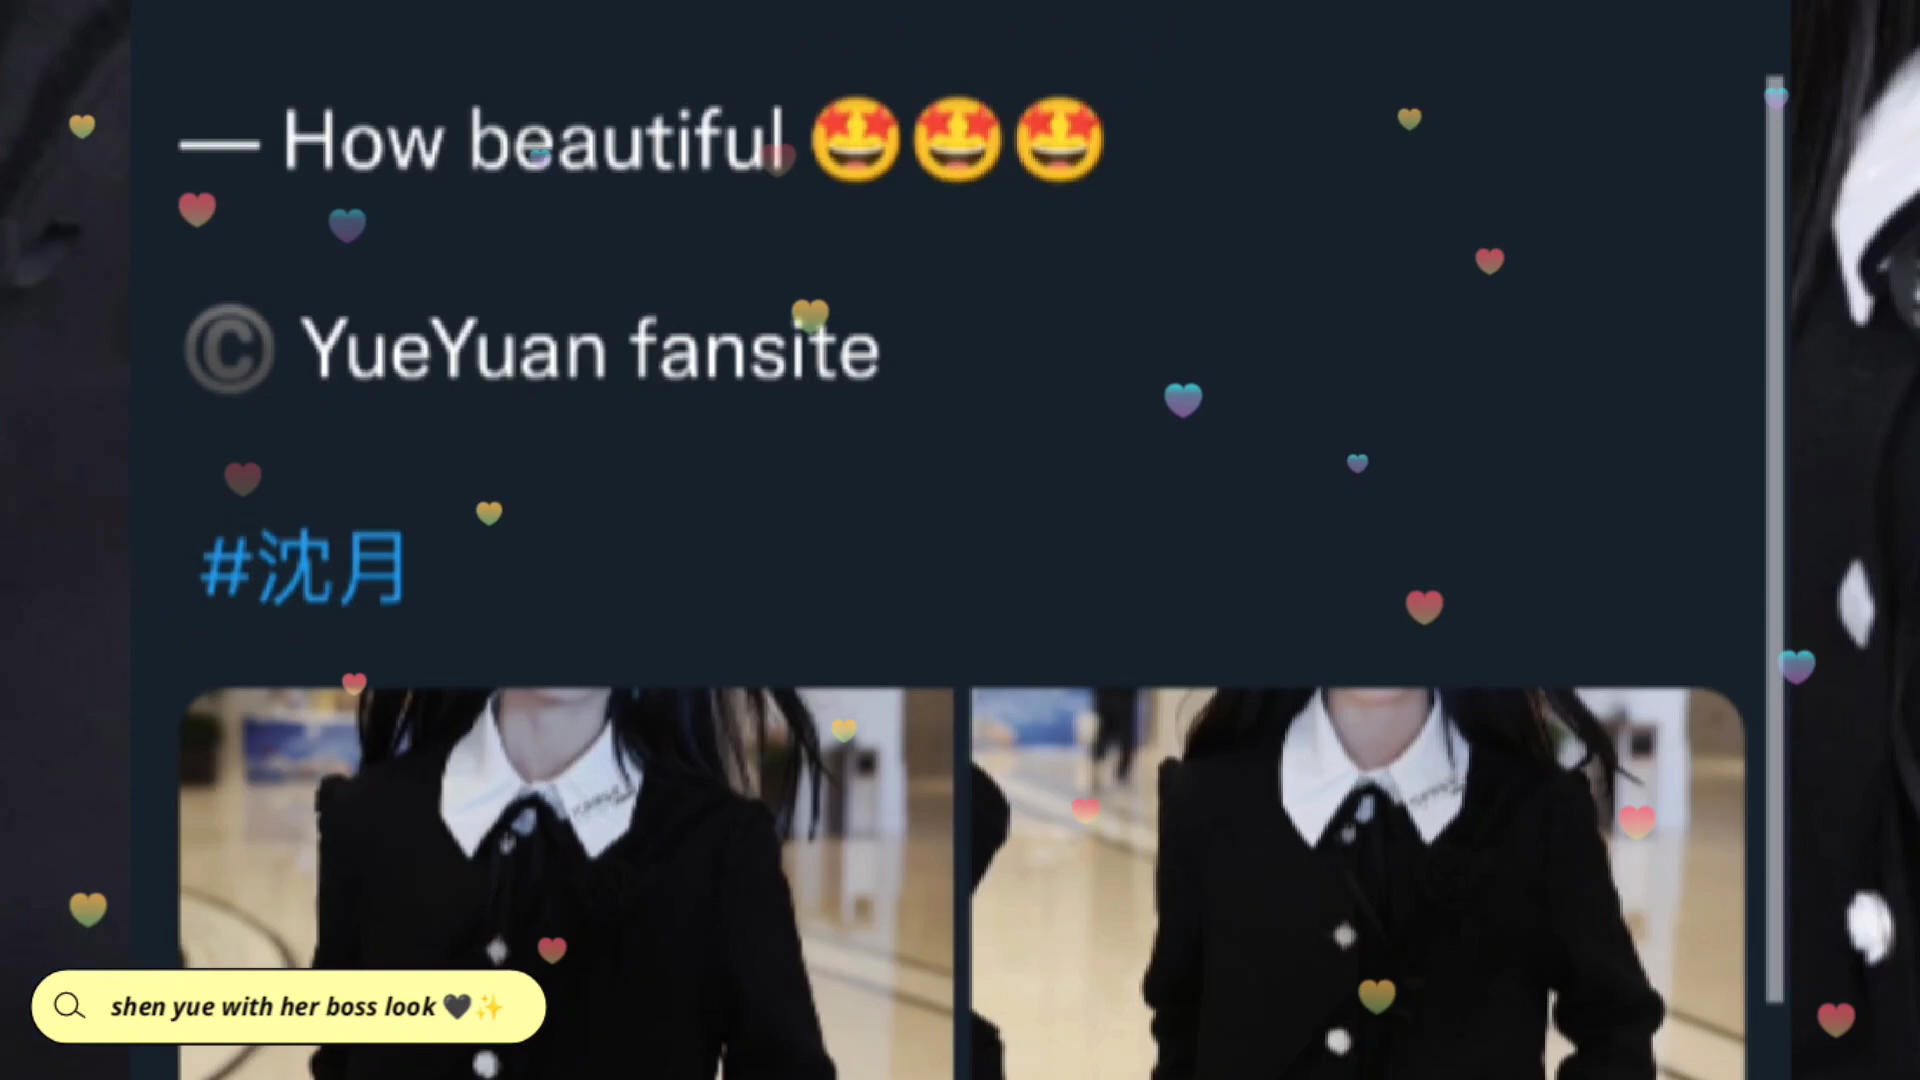 — How beautiful 🤩🤩🤩
© YueYuan fansite
#沈月
shen yue with her boss look 🖤✨